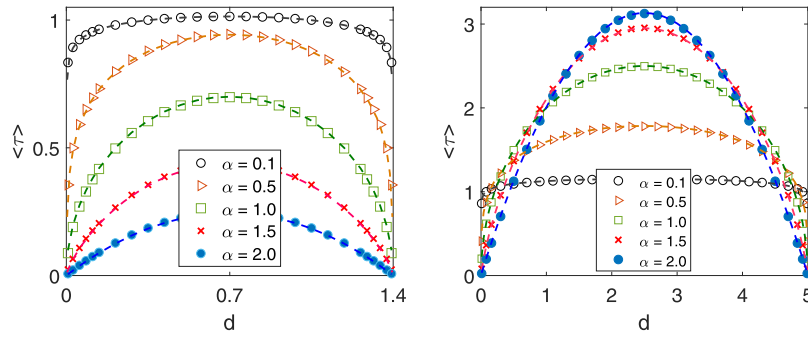 1
0.5
0
<τ>
α = 0.1
α = 0.5
α = 1.0
α = 1.5
α = 2.0
0
0.7
1.4
d
3
2
1
0
<τ>
α = 0.1
α = 0.5
α = 1.0
α = 1.5
α = 2.0
0
1
2
3
4
5
d